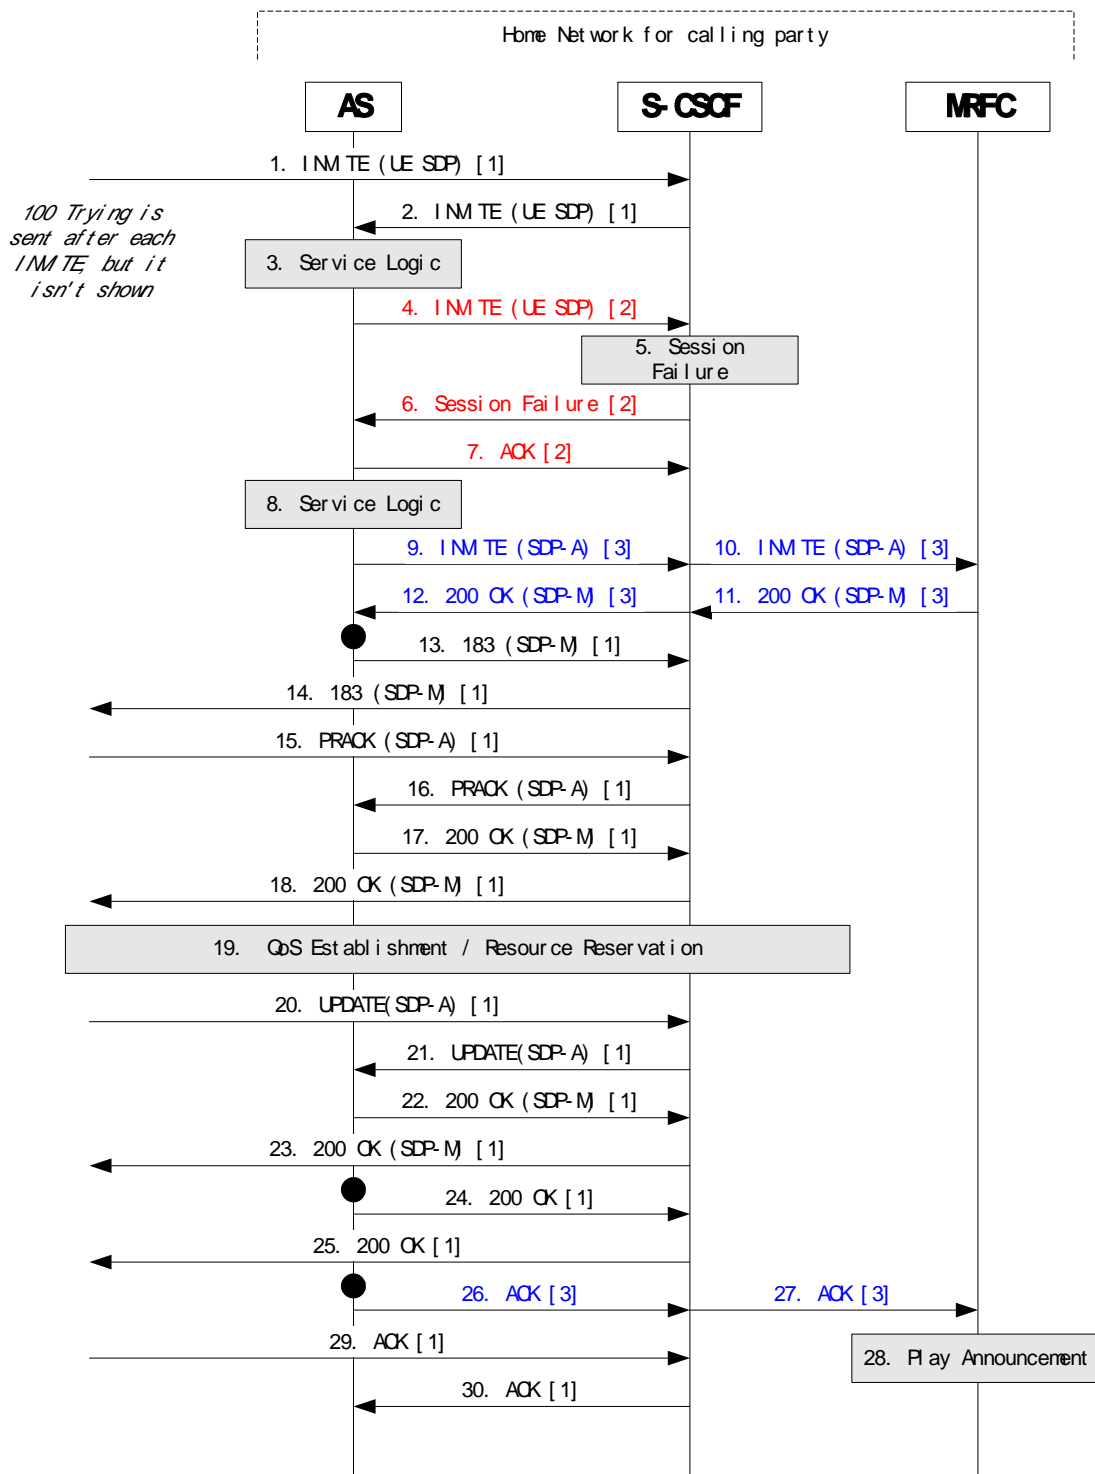 Home Network for calling party
AS
S-CSCF
MRFC
1. INVITE (UE SDP) [1]
100 Trying is
sent after each
INVITE, but it
isn't shown
2. INVITE (UE SDP) [1]
3. Service Logic
4. INVITE (UE SDP) [2]
5. Session
Failure
6. Session Failure [2]
7. ACK [2]
8. Service Logic
9. INVITE (SDP-A) [3]
10. INVITE (SDP-A) [3]
12. 200 OK (SDP-M) [3]
11. 200 OK (SDP-M) [3]
13. 183 (SDP-M) [1]
14. 183 (SDP-M) [1]
15. PRACK (SDP-A) [1]
16. PRACK (SDP-A) [1]
17. 200 OK (SDP-M) [1]
18. 200 OK (SDP-M) [1]
19. QoS Establishment / Resource Reservation
20. UPDATE(SDP-A) [1]
21. UPDATE(SDP-A) [1]
22. 200 OK (SDP-M) [1]
23. 200 OK (SDP-M) [1]
24. 200 OK [1]
25. 200 OK [1]
26. ACK [3]
27. ACK [3]
29. ACK [1]
28. Play Announcement
30. ACK [1]